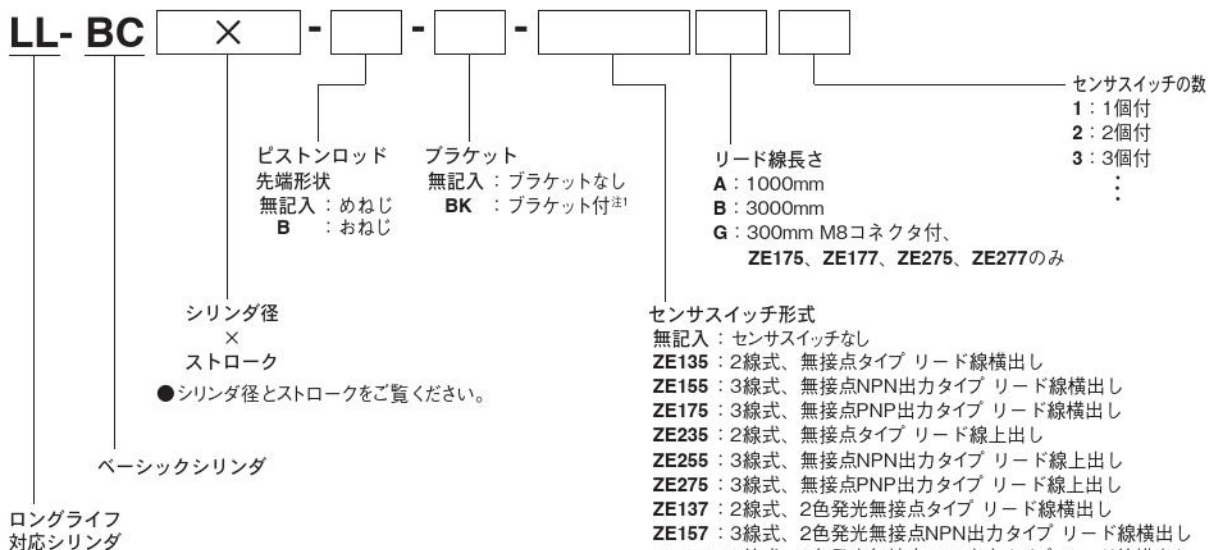 LL- BC × - - -
センサスイッチの数
1：1個付
2：2個付
3：3個付
⋮
ピストンロッド
先端形状
無記入：めねじ
B ：おねじ
ブラケット
無記入：ブラケットなし
BK ：ブラケット付注1
リード線長さ
A：1000mm
B：3000mm
G：300mm M8コネクタ付、
ZE175、ZE177、ZE275、ZE277のみ
シリンダ径
×
ストローク
●シリンダ径とストロークをご覧ください。
センサスイッチ形式
無記入：センサスイッチなし
ZE135：2線式、無接点タイプ リード線横出し
ZE155：3線式、無接点NPN出力タイプ リード線横出し
ZE175：3線式、無接点PNP出力タイプ リード線横出し
ZE235：2線式、無接点タイプ リード線上出し
ZE255：3線式、無接点NPN出力タイプ リード線上出し
ZE275：3線式、無接点PNP出力タイプ リード線上出し
ZE137：2線式、2色発光無接点タイプ リード線横出し
ZE157：3線式、2色発光無接点NPN出力タイプ リード線横出し
ベーシックシリンダ
ロングライフ
対応シリンダ